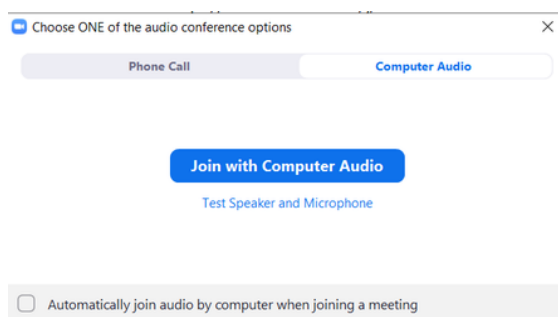 Choose ONE of the audio conference options
Phone Call
Computer Audio
Join with Computer Audio
Test Speaker and Microphone
Automatically join audio by computer when joining a meeting